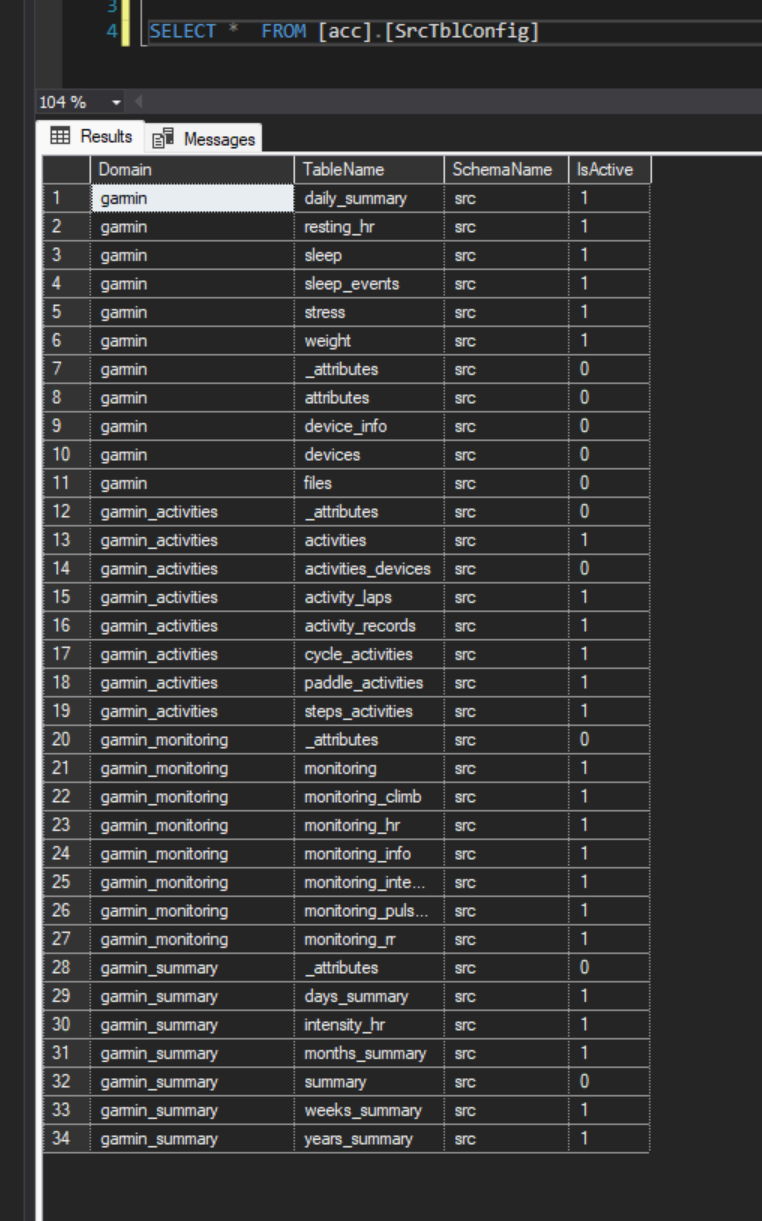 3
4 SELECT * FROM [acc].[SrcTblConfig]
104 %
Results Messages
Domain TableName SchemaName IsActive
1 garmin daily_summary src 1
2 garmin resting_hr src 1
3 garmin sleep src 1
4 garmin sleep_events src 1
5 garmin stress src 1
6 garmin weight src 1
7 garmin _attributes src 0
8 garmin attributes src 0
9 garmin device_info src 0
10 garmin devices src 0
11 garmin files src 0
12 garmin_activities _attributes src 0
13 garmin_activities activities src 1
14 garmin_activities activities_devices src 0
15 garmin_activities activity_laps src 1
16 garmin_activities activity_records src 1
17 garmin_activities cycle_activities src 1
18 garmin_activities paddle_activities src 1
19 garmin_activities steps_activities src 1
20 garmin_monitoring _attributes src 0
21 garmin_monitoring monitoring src 1
22 garmin_monitoring monitoring_climb src 1
23 garmin_monitoring monitoring_hr src 1
24 garmin_monitoring monitoring_info src 1
25 garmin_monitoring monitoring_inte... src 1
26 garmin_monitoring monitoring_puls... src 1
27 garmin_monitoring monitoring_rr src 1
28 garmin_summary _attributes src 0
29 garmin_summary days_summary src 1
30 garmin_summary intensity_hr src 1
31 garmin_summary months_summary src 1
32 garmin_summary summary src 0
33 garmin_summary weeks_summary src 1
34 garmin_summary years_summary src 1